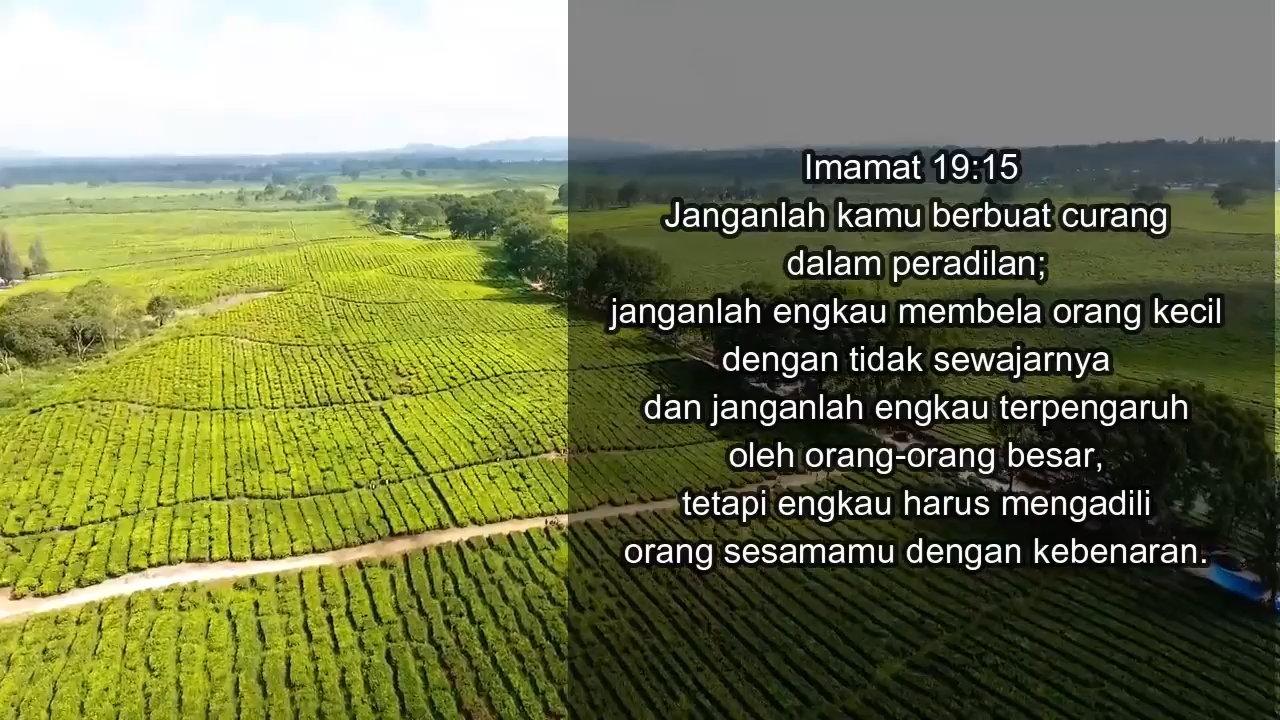 Imamat 19:15
Janganlah kamu berbuat curang
dalam peradilan;
janganlah engkau membela orang kecil
dengan tidak sewajarnya
dan janganlah engkau terpengaruh
oleh orang-orang besar,
tetapi engkau harus mengadili
orang sesamamu dengan kebenaran.